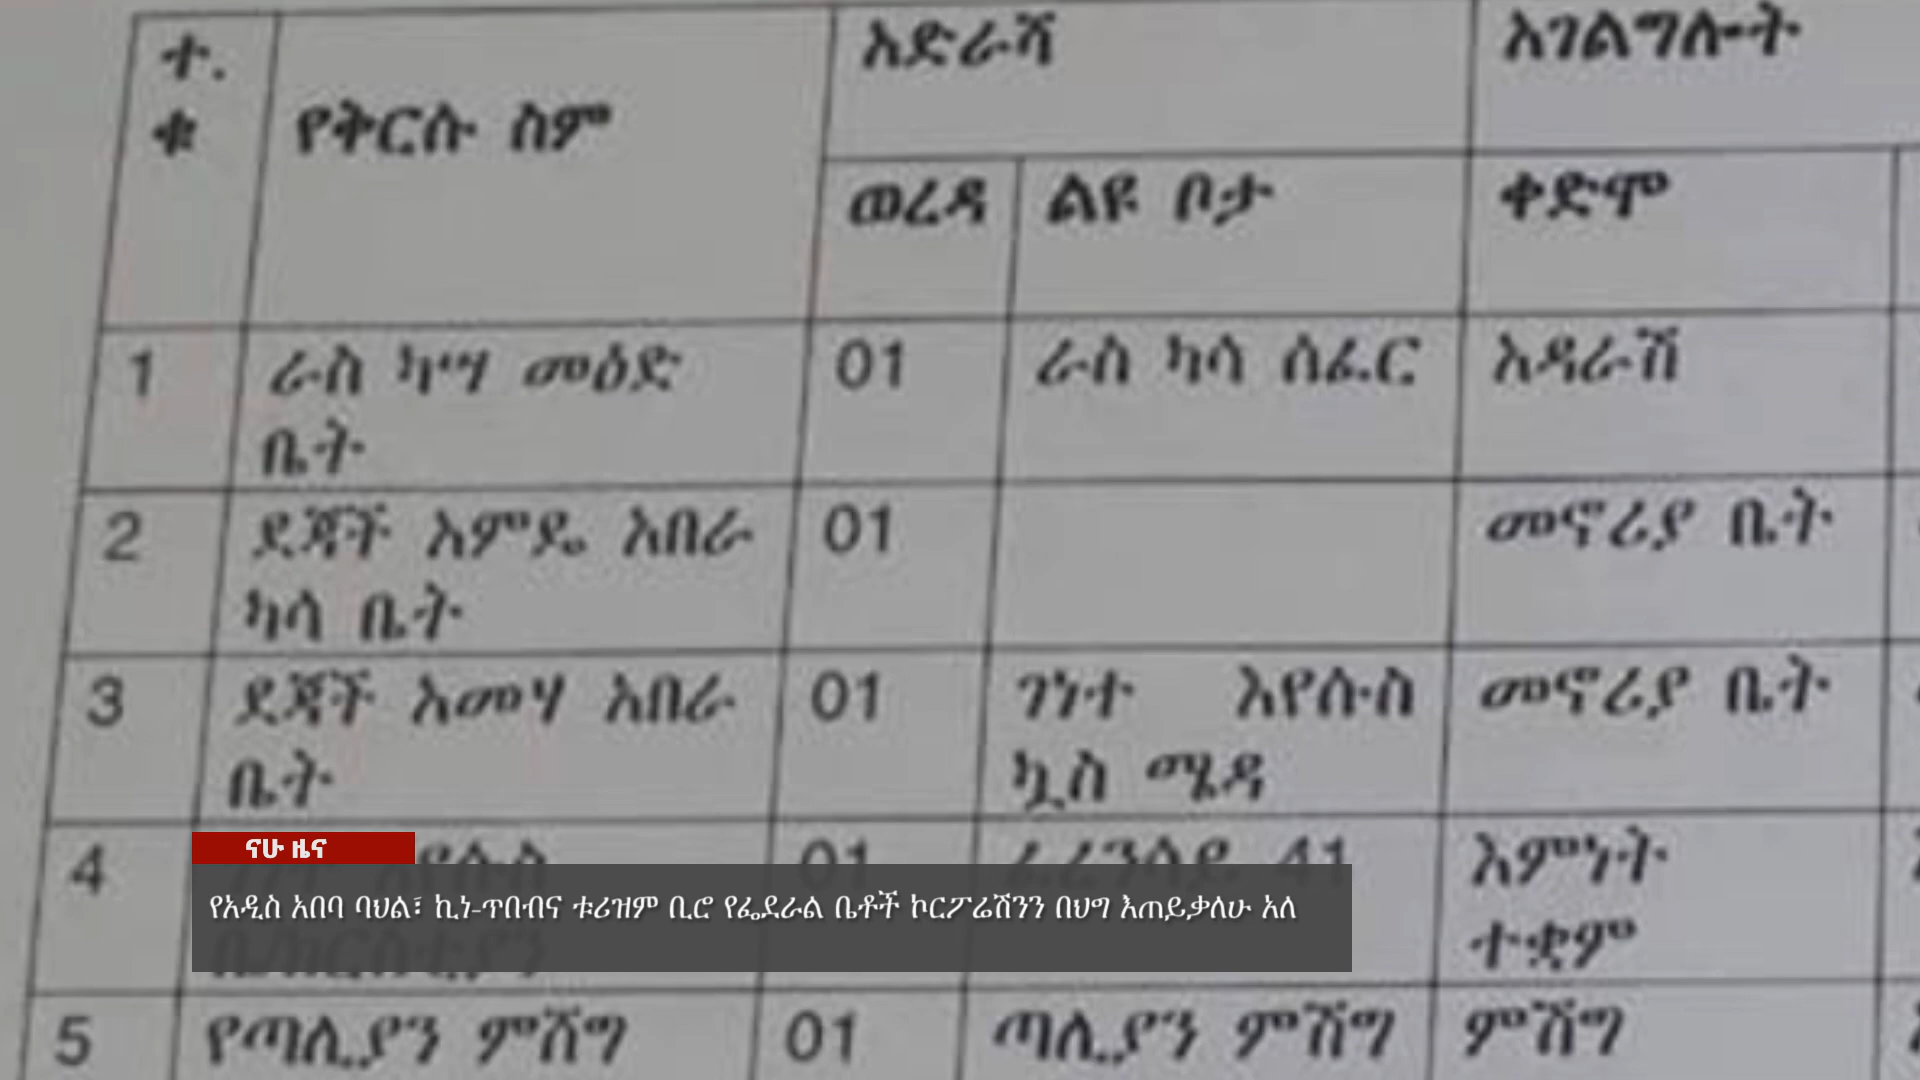 ተ.
ቁ
የቅርሱ ስም
አድራሻ
አገልግሎት
ወረዳ
ልዩ ቦታ
ቀድሞ
1
ራስ ካሣ መዕድ
ቤት
01
ራስ ካሳ ሰፈር
አዳራሽ
2
ደጃች አምዴ አበራ
ካሳ ቤት
01
መኖሪያ ቤት
3
ደጃች አመሃ አበራ
ቤት
01
ገነተ እየሱስ
ኳስ ሜዳ
መኖሪያ ቤት
4
01
ፈረንሳይ 41
እምነት
ተቋም
5
የጣሊያን ምሽግ
01
ጣሊያን ምሽግ
ምሽግ
ናሁ ዜና
የአዲስ አበባ ባህል፣ ኪነ-ጥበብና ቱሪዝም ቢሮ የፌደራል ቤቶች ኮርፖሬሽንን በህግ እጠይቃለሁ አለ